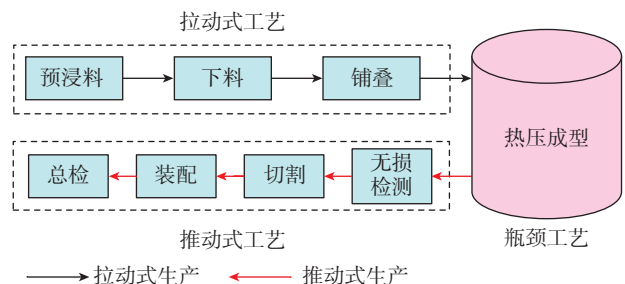 拉动式工艺
预浸料
下料
铺叠
热压成型
总检
装配
切割
无损
检测
推动式工艺
瓶颈工艺
拉动式生产
推动式生产